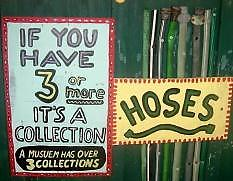 IF YOU
HAVE
3 or
more
IT'S A
COLLECTION
A MUSUEM HAS OVER
3 COLLECTIONS
HOSES